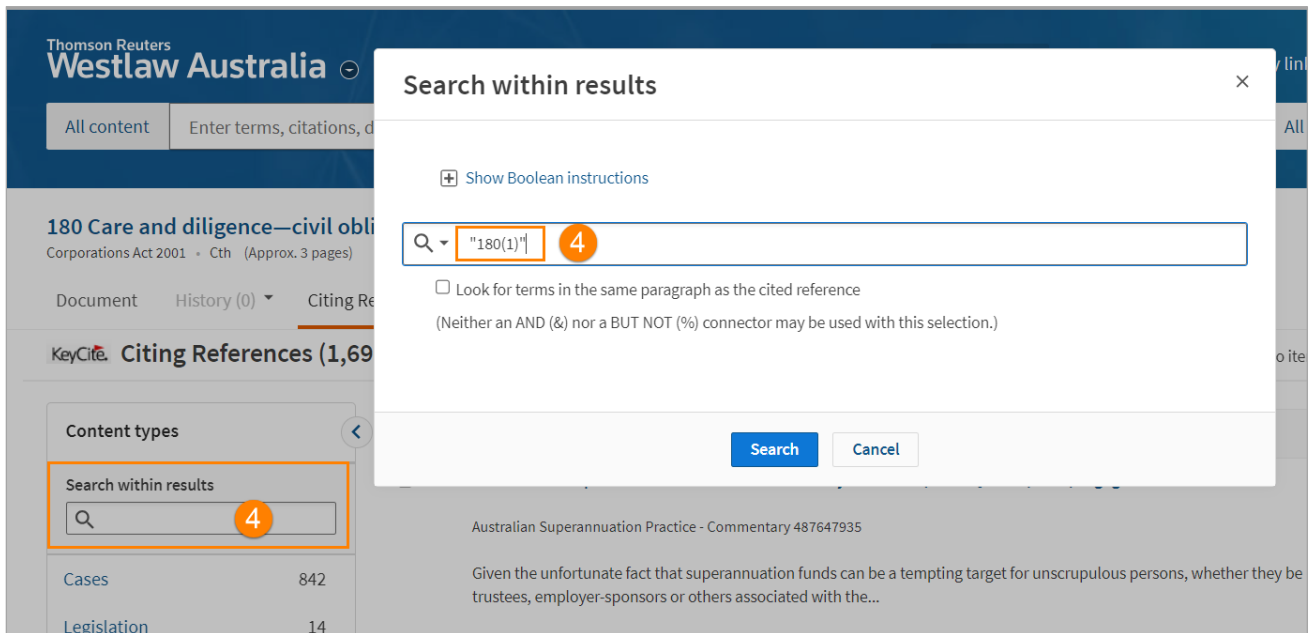 Thomson Reuters
Westlaw Australia
All content
Enter terms, citations, d
All
Search within results
Show Boolean instructions
"180(1)"
4
Look for terms in the same paragraph as the cited reference
(Neither an AND (&) nor a BUT NOT (%) connector may be used with this selection.)
Search
Cancel
180 Care and diligence—civil obli
Corporations Act 2001 • Cth (Approx. 3 pages)
Document
History (0)
Citing Re
KeyCite. Citing References (1,69
Content types
Search within results
4
Cases 842
Legislation 14
Australian Superannuation Practice - Commentary 487647935
Given the unfortunate fact that superannuation funds can be a tempting target for unscrupulous persons, whether they be
trustees, employer-sponsors or others associated with the...